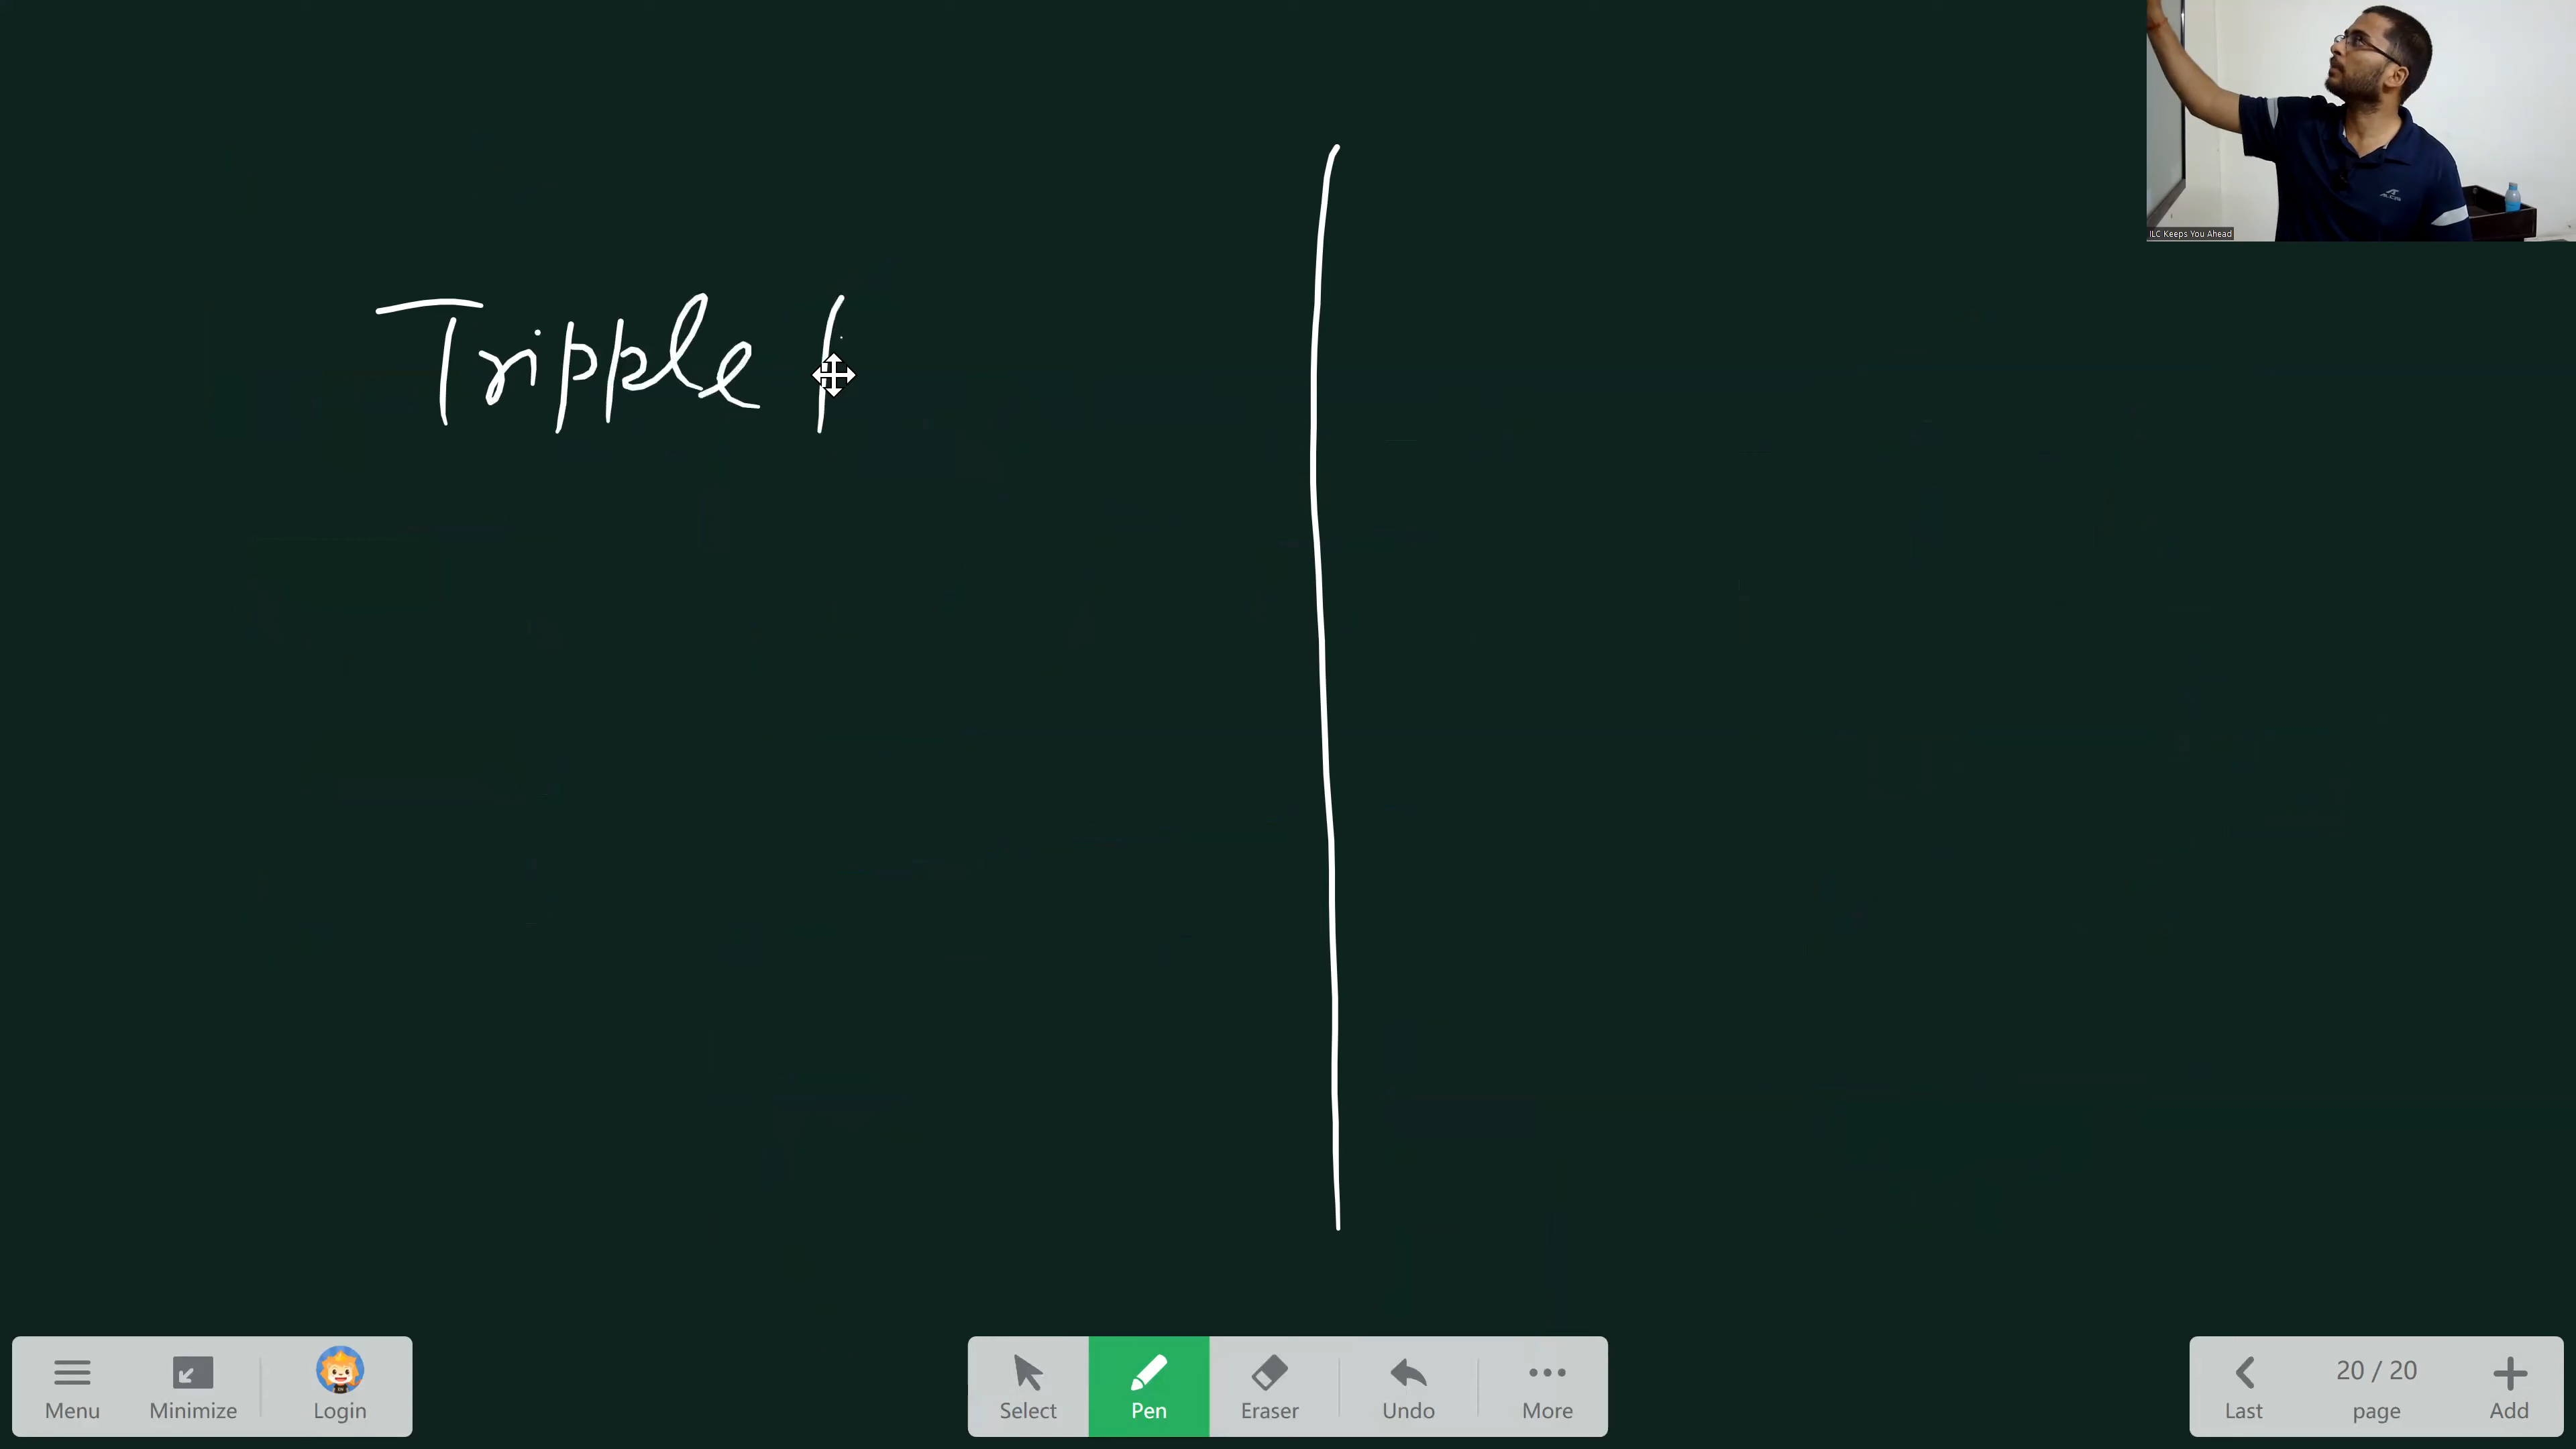 Tripple p
ILC Keeps You Ahead
Menu
Minimize
Login
Select
Pen
Eraser
Undo
More
Last
20 / 20
page
Add